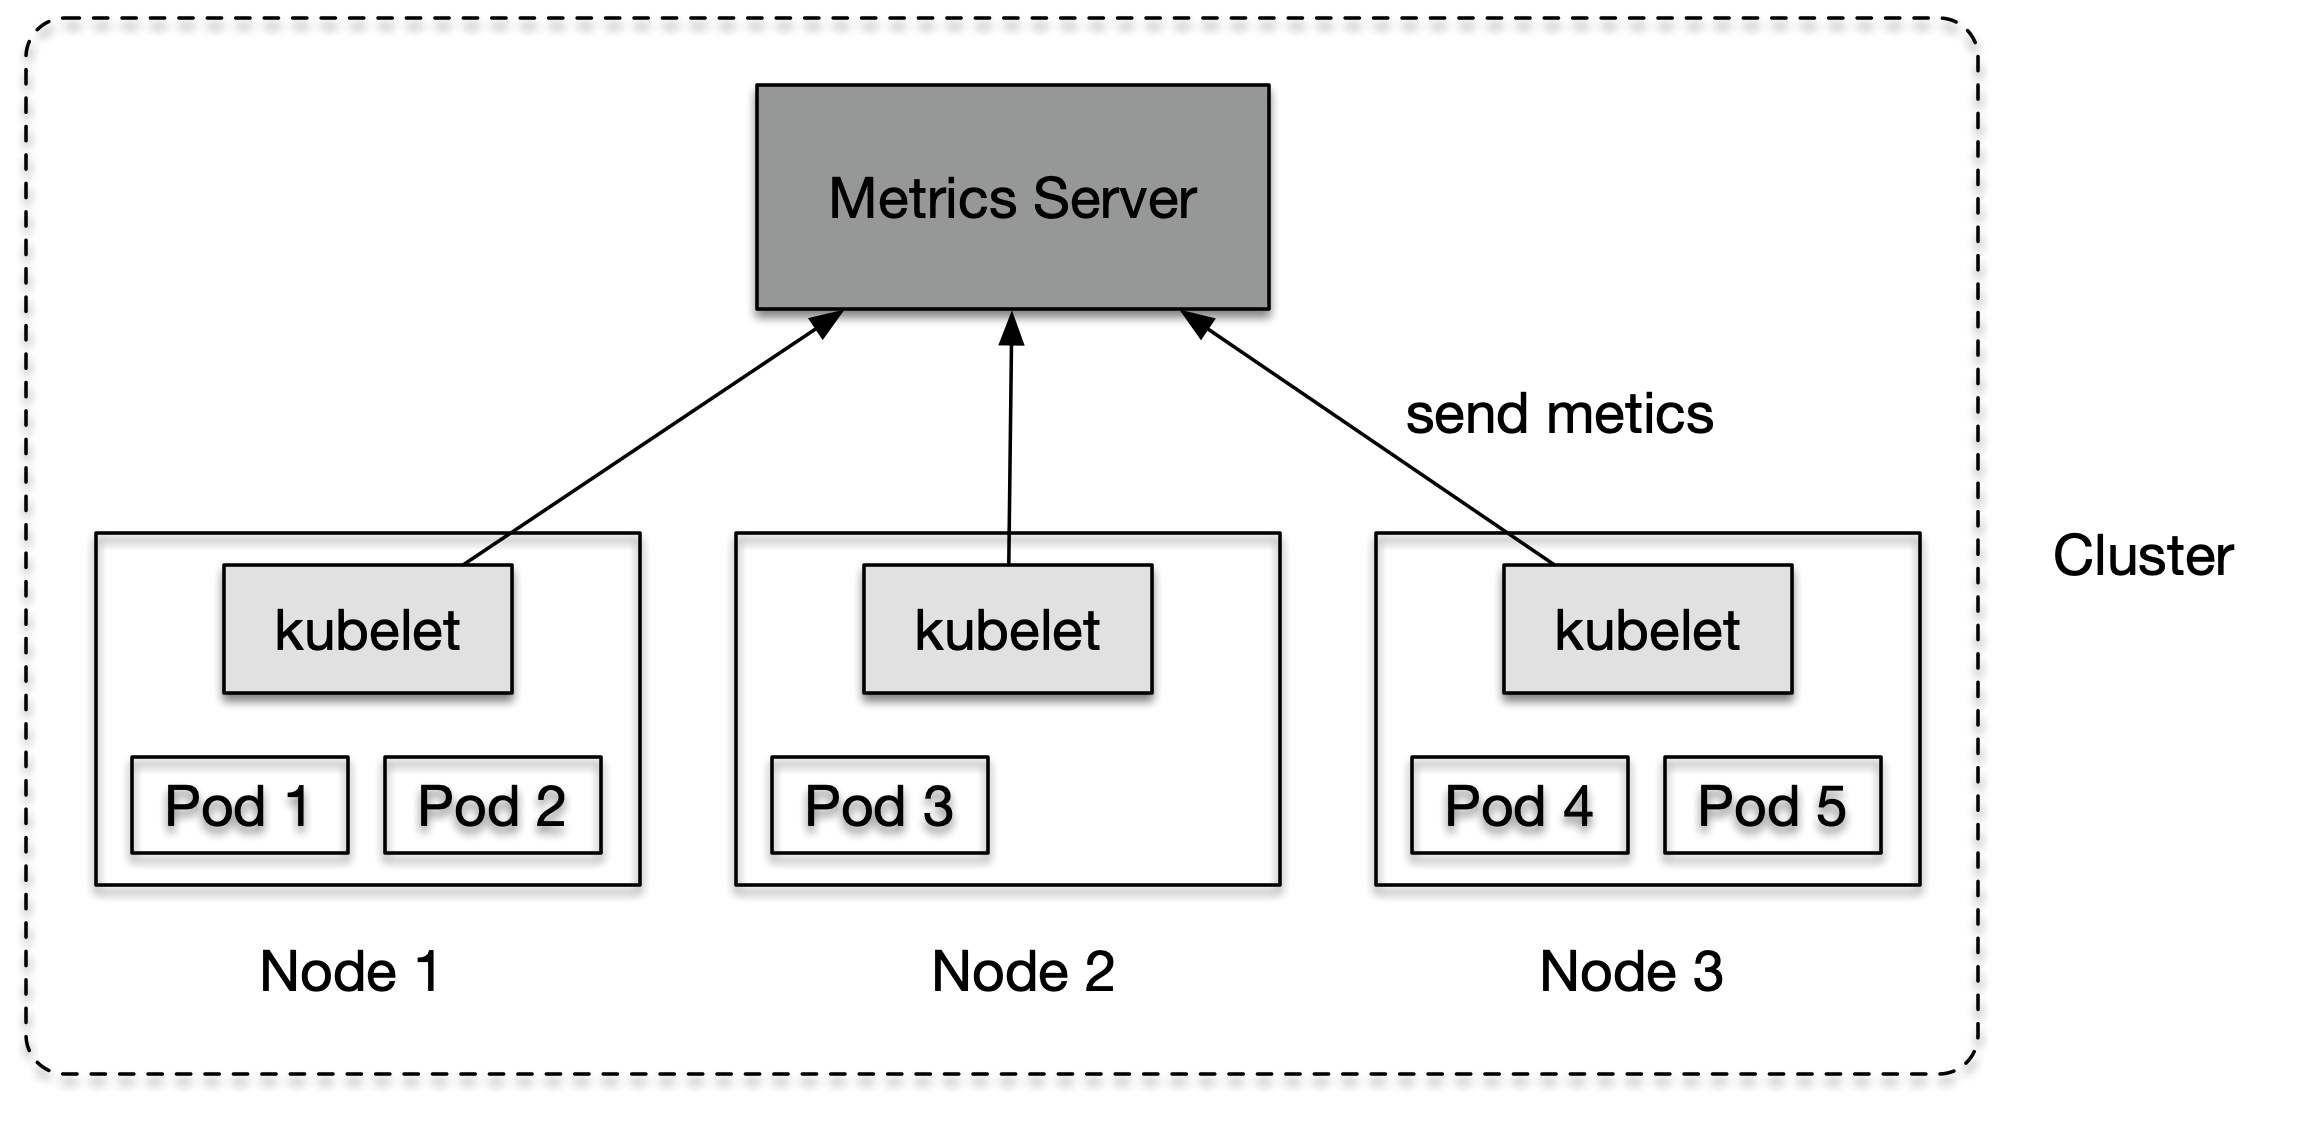 Metrics Server
send metics
Cluster
kubelet
kubelet
kubelet
Pod 1
Pod 2
Pod 3
Pod 4
Pod 5
Node 1
Node 2
Node 3